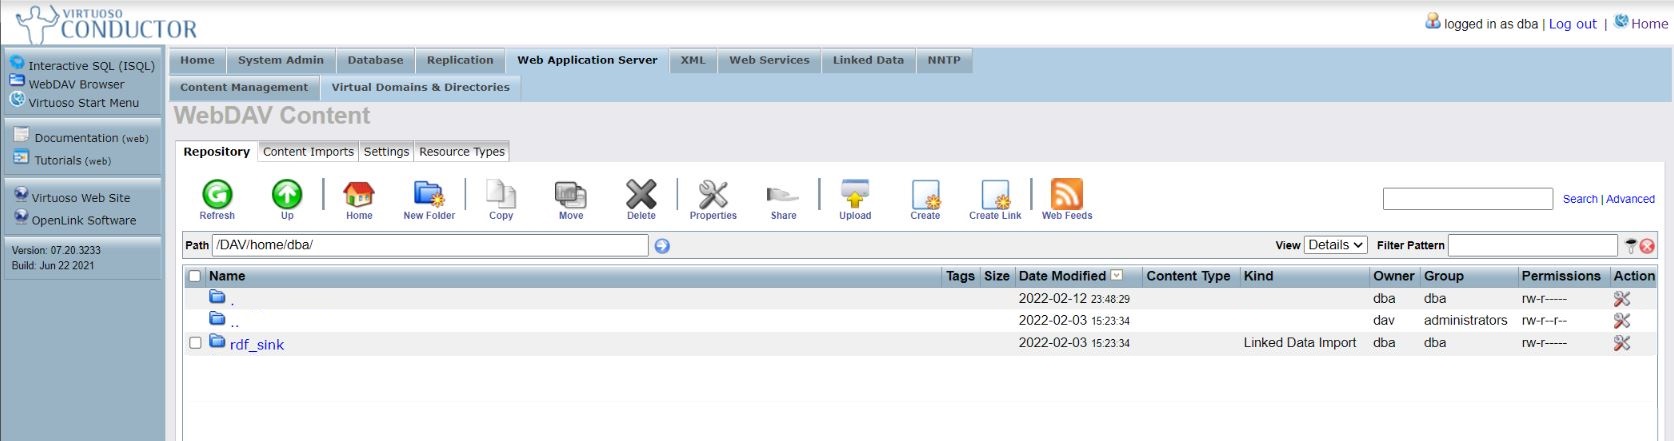 VIRTUOSO
CONDUCTOR
logged in as dba | Log out | Home
Interactive SQL (ISQL)
WebDAV Browser
Virtuoso Start Menu
Documentation (web)
Tutorials (web)
Virtuoso Web Site
OpenLink Software
Version: 07.20.3233
Build: Jun 22 2021
Home System Admin Database Replication Web Application Server XML Web Services Linked Data NNTP
Content Management Virtual Domains & Directories
WebDAV Content
Repository Content Imports Settings Resource Types
Refresh Up Home New Folder Copy Move Delete Properties Share Upload Create Create Link Web Feeds
Search | Advanced
Path /DAV/home/dba/ View Details Filter Pattern
Name Tags Size Date Modified Content Type Kind Owner Group Permissions Action
. 2022-02-12 23:48:29 dba dba rw-r-----
.. 2022-02-03 15:23:34 dav administrators rw-r--r--
rdf_sink 2022-02-03 15:23:34 Linked Data Import dba dba rw-r-----